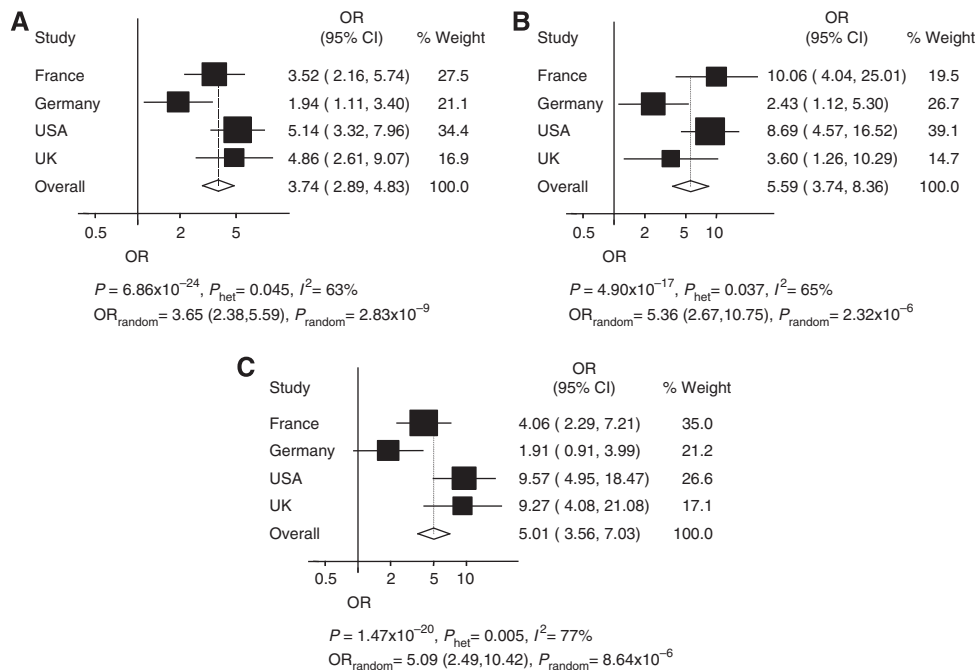 A
OR
Study (95% CI) % Weight
France 3.52 ( 2.16, 5.74) 27.5
Germany 1.94 ( 1.11, 3.40) 21.1
USA 5.14 ( 3.32, 7.96) 34.4
UK 4.86 ( 2.61, 9.07) 16.9
Overall 3.74 ( 2.89, 4.83) 100.0
0.5 2 5
OR
P = 6.86x10⁻²⁴, Phet= 0.045, I²= 63%
ORrandom= 3.65 (2.38,5.59), Prandom= 2.83x10⁻⁹
B
OR
Study (95% CI) % Weight
France 10.06 ( 4.04, 25.01) 19.5
Germany 2.43 ( 1.12, 5.30) 26.7
USA 8.69 ( 4.57, 16.52) 39.1
UK 3.60 ( 1.26, 10.29) 14.7
Overall 5.59 ( 3.74, 8.36) 100.0
0.5 2 5 10
OR
P = 4.90x10⁻¹⁷, Phet= 0.037, I²= 65%
ORrandom= 5.36 (2.67,10.75), Prandom= 2.32x10⁻⁶
C
OR
Study (95% CI) % Weight
France 4.06 ( 2.29, 7.21) 35.0
Germany 1.91 ( 0.91, 3.99) 21.2
USA 9.57 ( 4.95, 18.47) 26.6
UK 9.27 ( 4.08, 21.08) 17.1
Overall 5.01 ( 3.56, 7.03) 100.0
0.5 2 5 10
OR
P = 1.47x10⁻²⁰, Phet= 0.005, I²= 77%
ORrandom= 5.09 (2.49,10.42), Prandom= 8.64x10⁻⁶